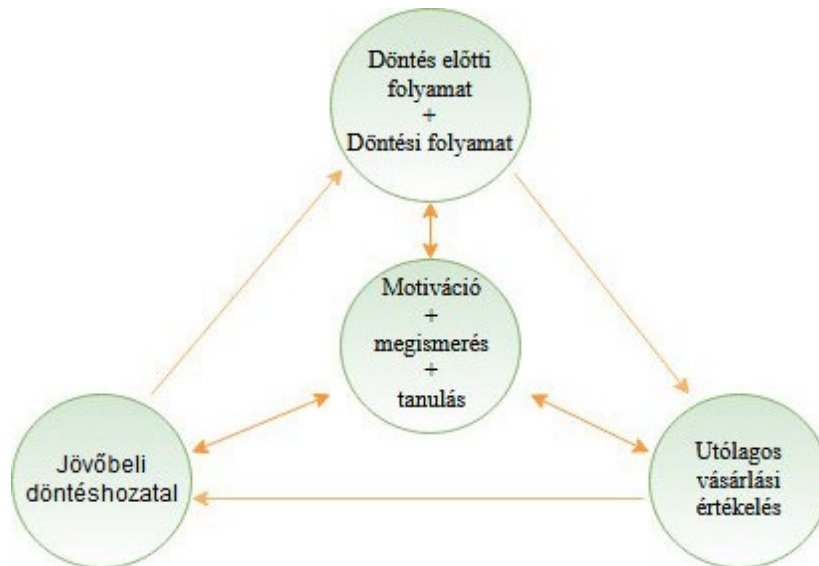 Döntés előtti
folyamat
+
Döntési folyamat
Motiváció
+
megismerés
+
tanulás
Jövőbeli
döntéshozatal
Utólagos
vásárlási
értékelés